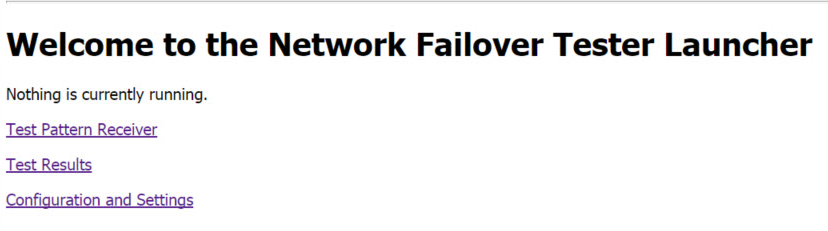 Welcome to the Network Failover Tester Launcher
Nothing is currently running.
Test Pattern Receiver
Test Results
Configuration and Settings